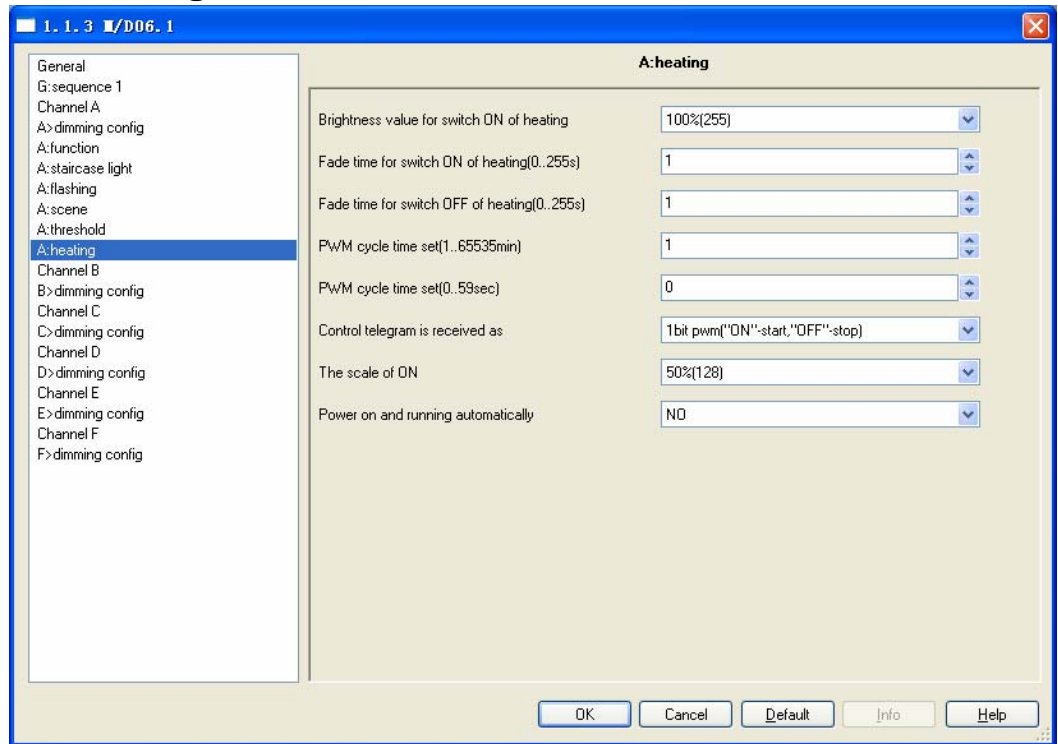 1.1.3 M/D06.1
General
G:sequence 1
Channel A
A>dimming config
A:function
A:staircase light
A:flashing
A:scene
A:threshold
A:heating
Channel B
B>dimming config
Channel C
C>dimming config
Channel D
D>dimming config
Channel E
E>dimming config
Channel F
F>dimming config
A:heating
Brightness value for switch ON of heating 100%(255)
Fade time for switch ON of heating(0..255s) 1
Fade time for switch OFF of heating(0..255s) 1
PWM cycle time set(1..65535min) 1
PWM cycle time set(0..59sec) 0
Control telegram is received as 1bit pwm("ON"-start,"OFF"-stop)
The scale of ON 50%(128)
Power on and running automatically NO
OK Cancel Default Info Help